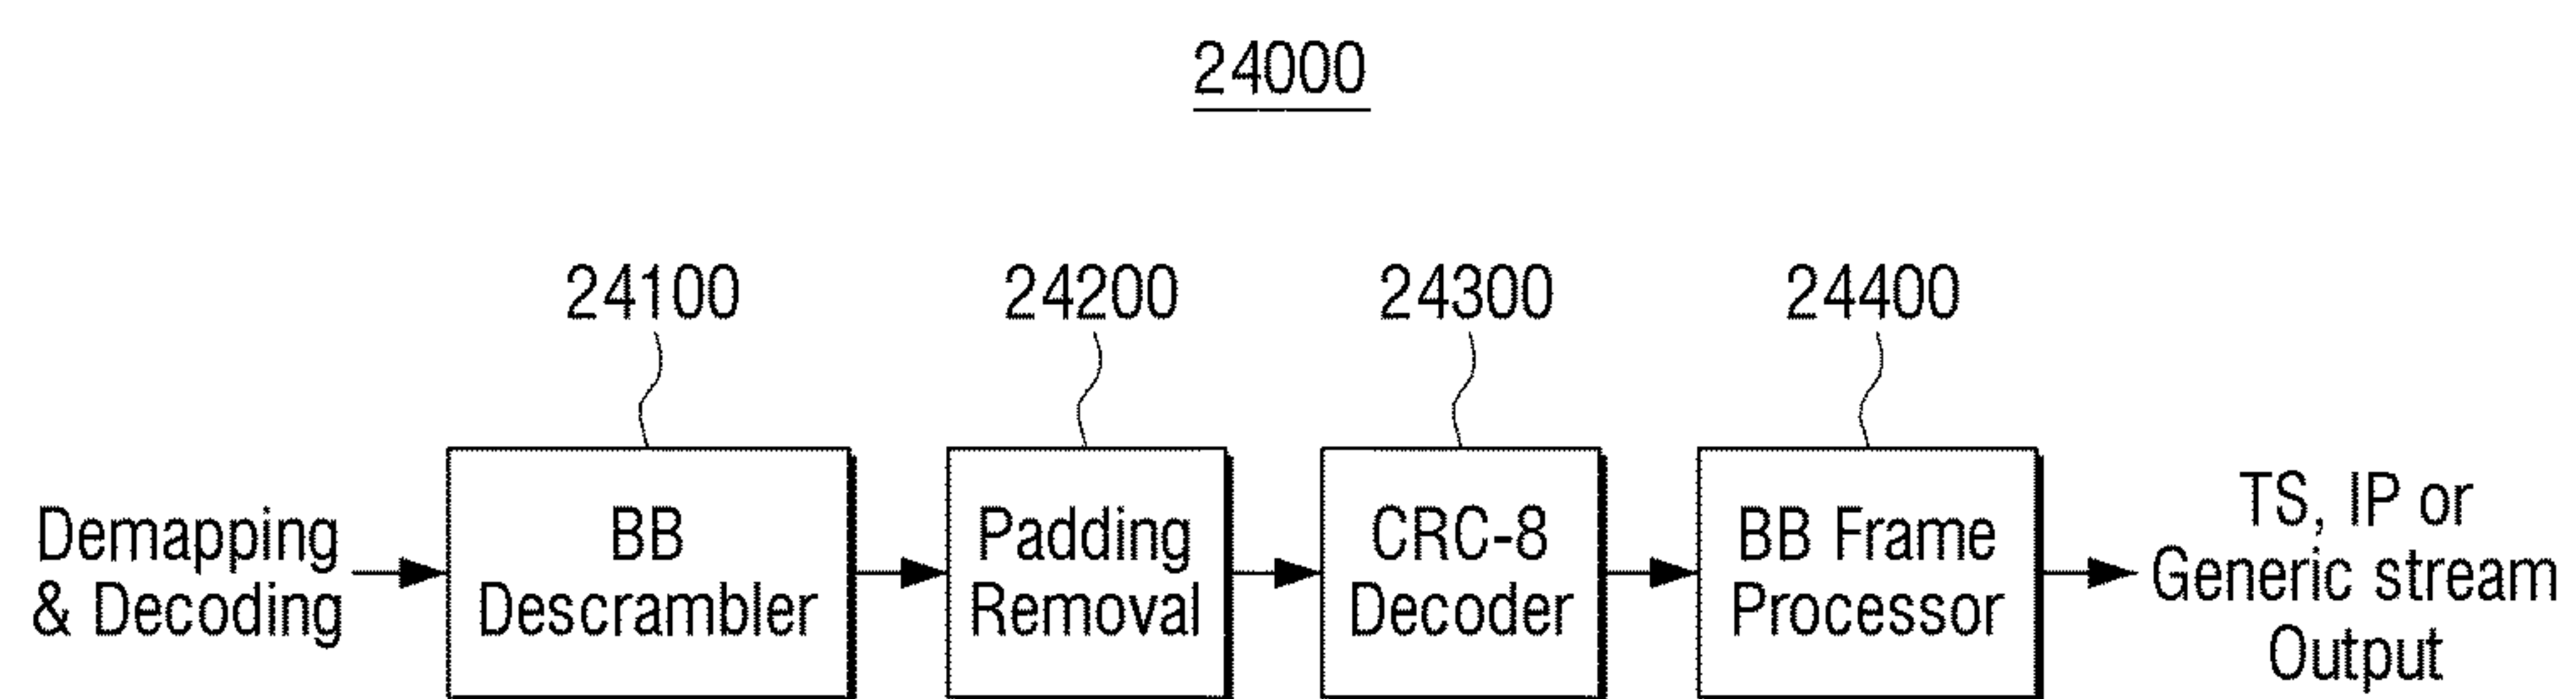 24000
24100
24200
24300
24400
Demapping
& Decoding
BB
Descrambler
Padding
Removal
CRC-8
Decoder
BB Frame
Processor
TS, IP or
Generic stream
Output